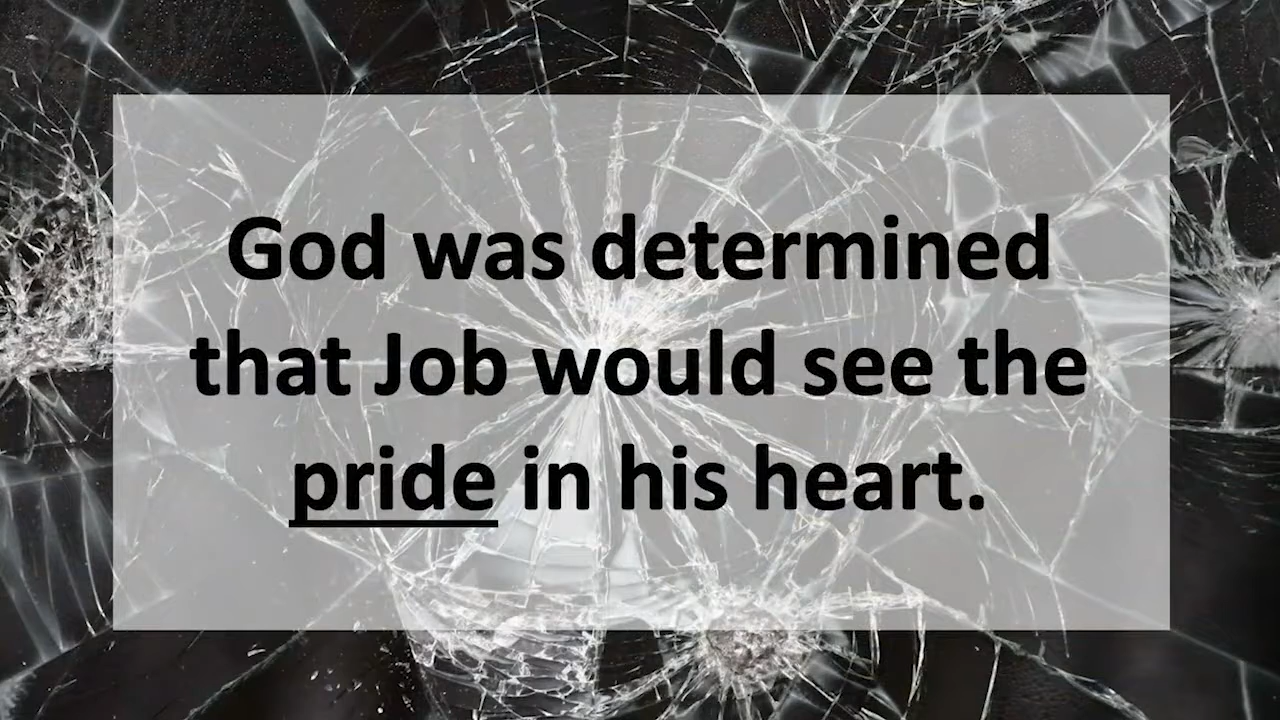 God was determined
that Job would see the
pride in his heart.